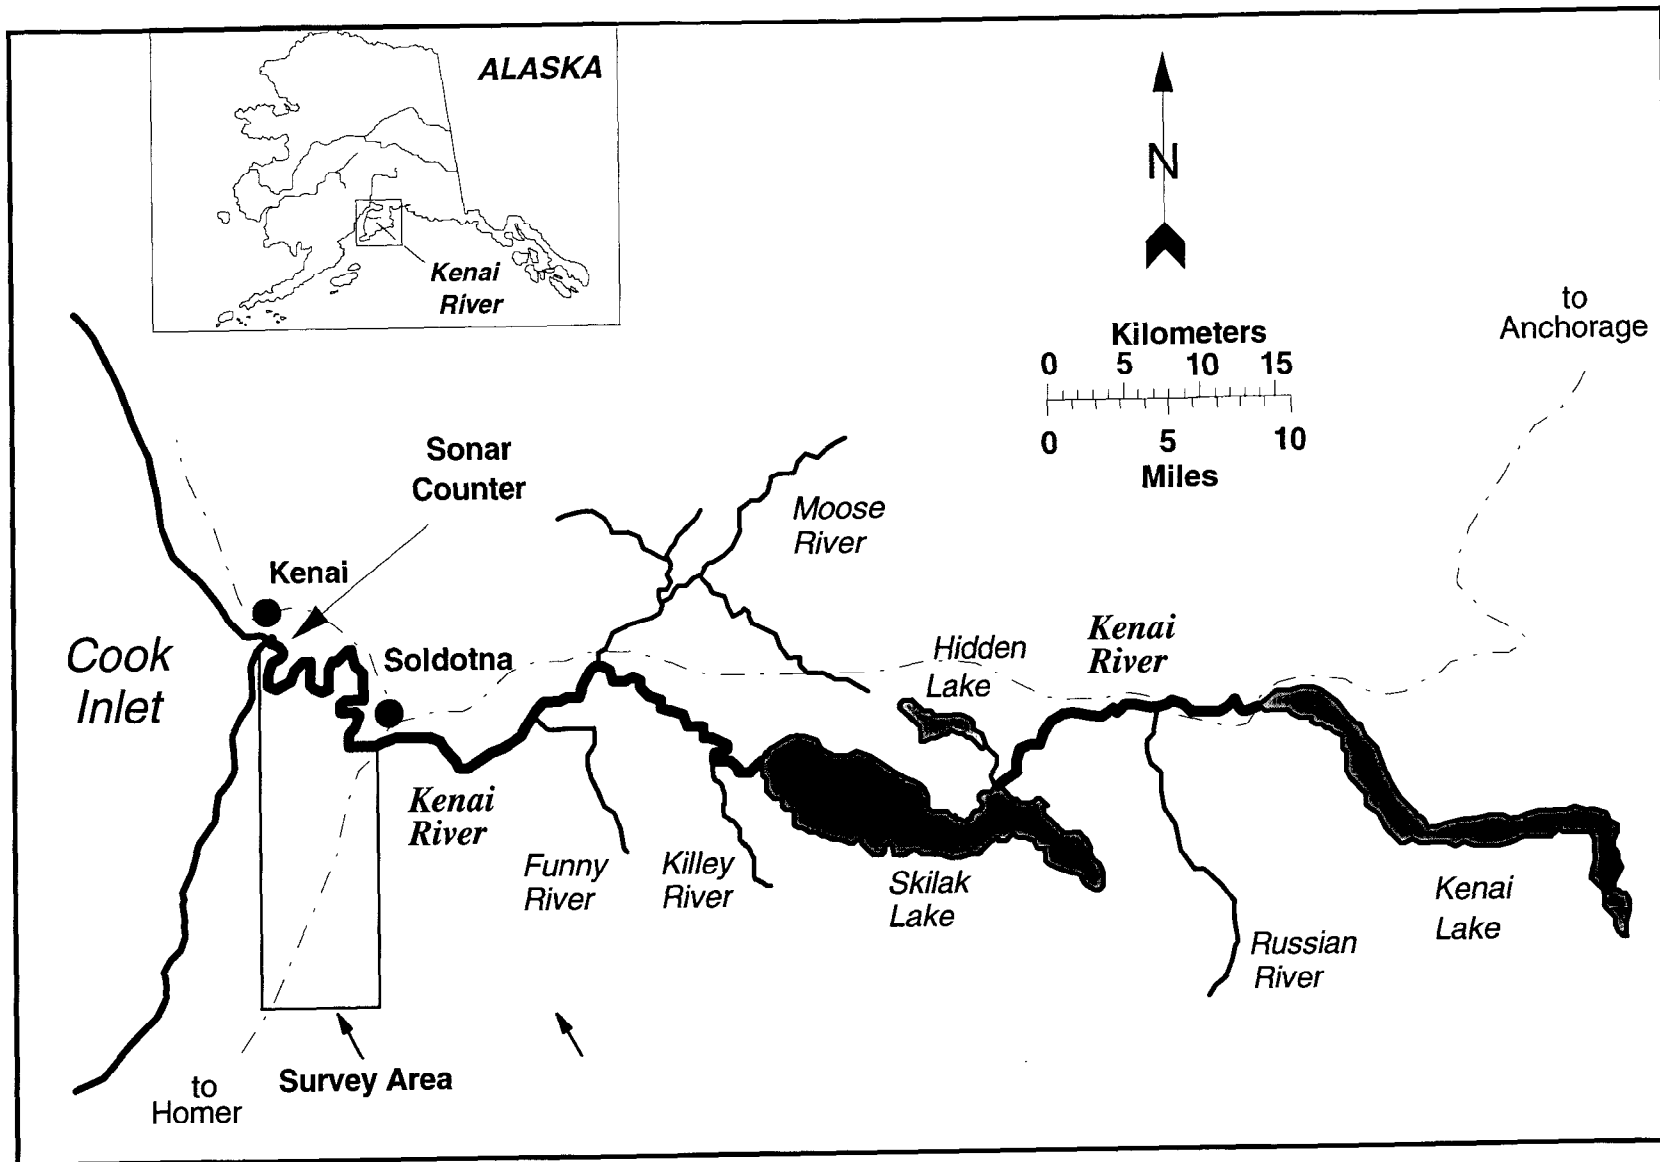 ALASKA
Kenai
River
N
to
Anchorage
Kilometers
0 5 10 15
0 5 10
Miles
Sonar
Counter
Moose
River
Kenai
Cook
Inlet
Soldotna
Hidden
Lake
Kenai
River
Kenai
River
Funny
River
Killey
River
Skilak
Lake
Kenai
Lake
Russian
River
to
Homer
Survey Area